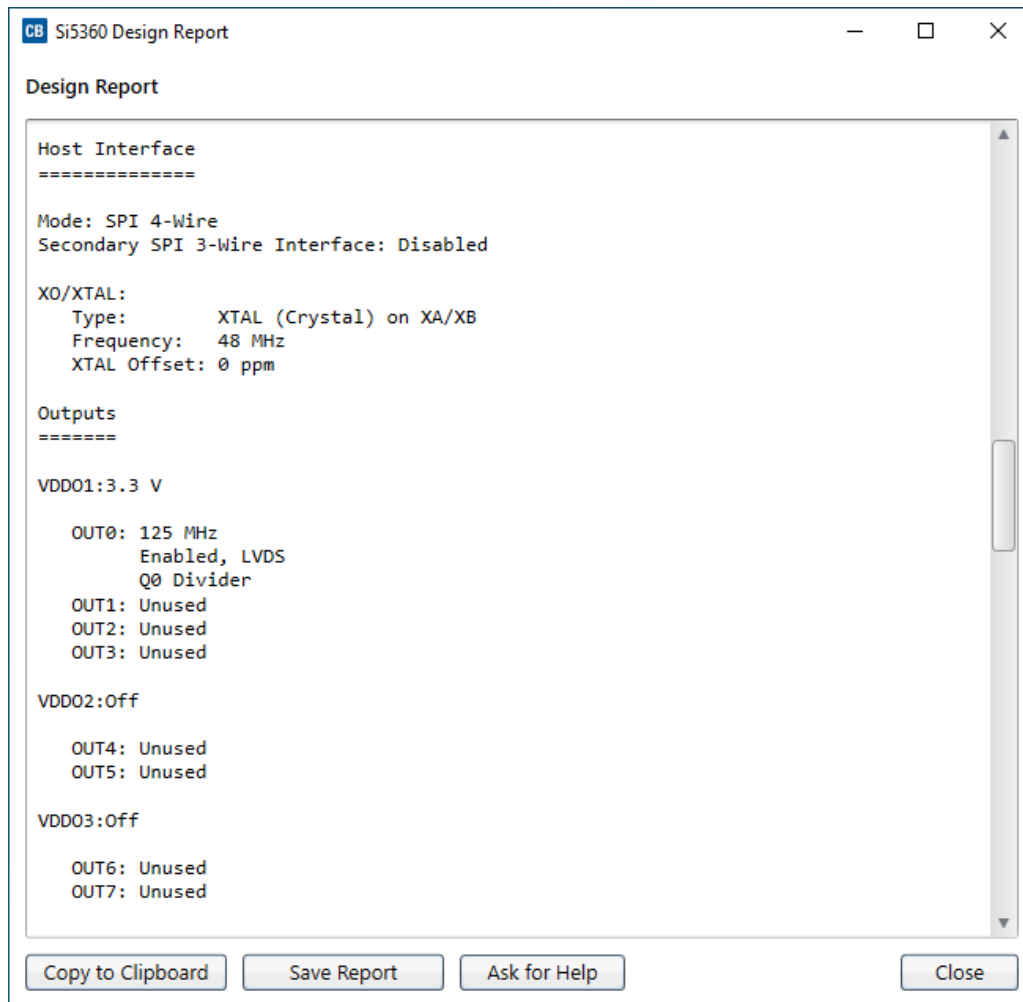 CB Si5360 Design Report
Design Report
Host Interface
==============
Mode: SPI 4-Wire
Secondary SPI 3-Wire Interface: Disabled
XO/XTAL:
Type: XTAL (Crystal) on XA/XB
Frequency: 48 MHz
XTAL Offset: 0 ppm
Outputs
=======
VDDO1:3.3 V
OUT0: 125 MHz
Enabled, LVDS
Q0 Divider
OUT1: Unused
OUT2: Unused
OUT3: Unused
VDDO2:Off
OUT4: Unused
OUT5: Unused
VDDO3:Off
OUT6: Unused
OUT7: Unused
Copy to Clipboard Save Report Ask for Help Close